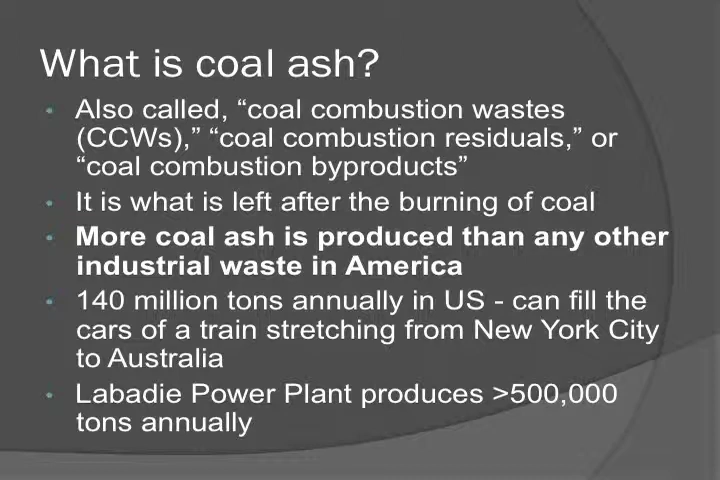 What is coal ash?
Also called, “coal combustion wastes
(CCWs),” “coal combustion residuals,” or
“coal combustion byproducts”
It is what is left after the burning of coal
More coal ash is produced than any other
industrial waste in America
140 million tons annually in US - can fill the
cars of a train stretching from New York City
to Australia
Labadie Power Plant produces >500,000
tons annually